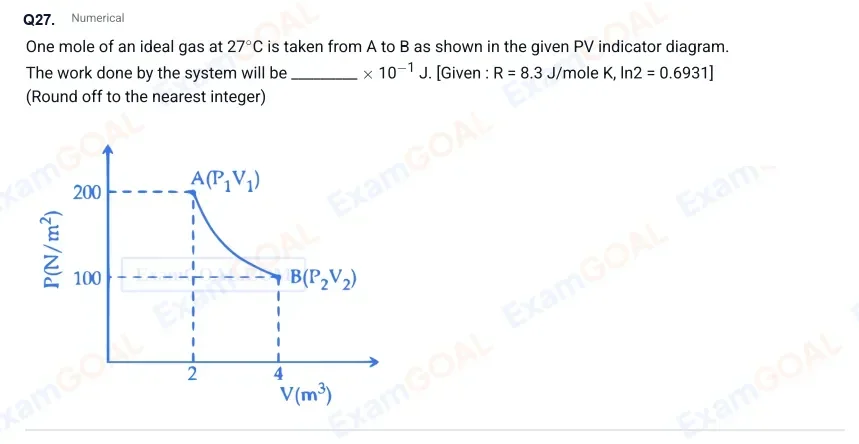 Q27. Numerical
One mole of an ideal gas at 27°C is taken from A to B as shown in the given PV indicator diagram.
The work done by the system will be ________ × 10⁻¹ J. [Given : R = 8.3 J/mole K, ln2 = 0.6931]
(Round off to the nearest integer)
A(P₁V₁)
200
P(N/m²)
100
B(P₂V₂)
2
4
V(m³)
ExamGOAL